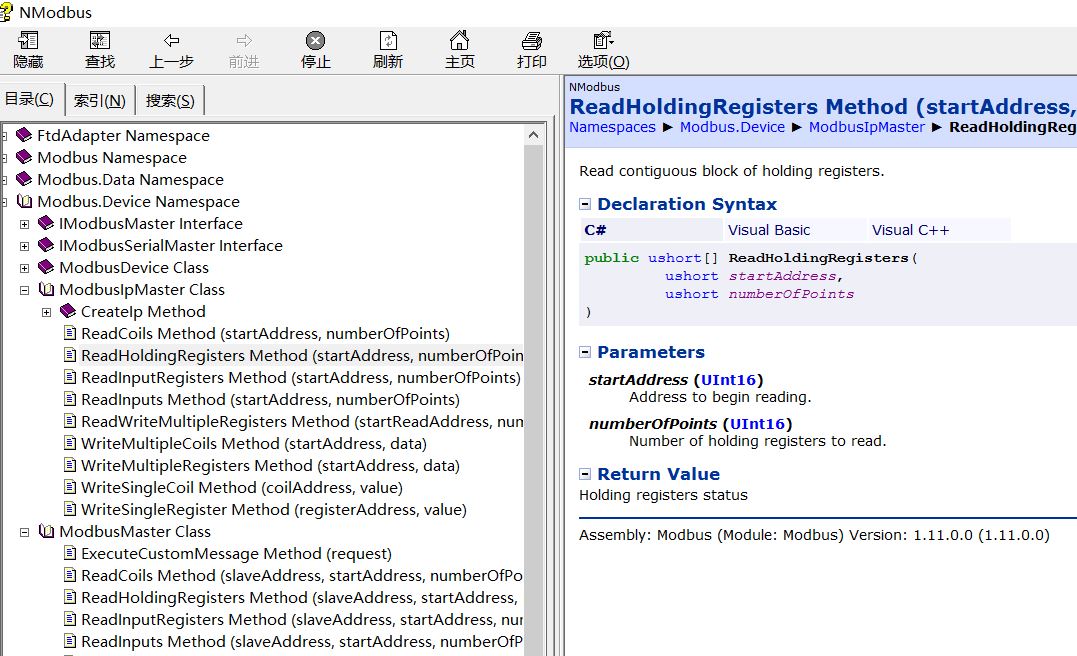 NModbus
隐藏 查找 上一步 前进 停止 刷新 主页 打印 选项(O)
目录(C) 索引(N) 搜索(S)
FtdAdapter Namespace
Modbus Namespace
Modbus.Data Namespace
Modbus.Device Namespace
IModbusMaster Interface
IModbusSerialMaster Interface
ModbusDevice Class
ModbusIpMaster Class
CreateIp Method
ReadCoils Method (startAddress, numberOfPoints)
ReadHoldingRegisters Method (startAddress, numberOfPoin
ReadInputRegisters Method (startAddress, numberOfPoints)
ReadInputs Method (startAddress, numberOfPoints)
ReadWriteMultipleRegisters Method (startReadAddress, num
WriteMultipleCoils Method (startAddress, data)
WriteMultipleRegisters Method (startAddress, data)
WriteSingleCoil Method (coilAddress, value)
WriteSingleRegister Method (registerAddress, value)
ModbusMaster Class
ExecuteCustomMessage Method (request)
ReadCoils Method (slaveAddress, startAddress, numberOfPo
ReadHoldingRegisters Method (slaveAddress, startAddress,
ReadInputRegisters Method (slaveAddress, startAddress, nur
ReadInputs Method (slaveAddress, startAddress, numberOfP
NModbus
ReadHoldingRegisters Method (startAddress,
Namespaces ► Modbus.Device ► ModbusIpMaster ► ReadHoldingReg
Read contiguous block of holding registers.
Declaration Syntax
C# Visual Basic Visual C++
public ushort[] ReadHoldingRegisters(
ushort startAddress,
ushort numberOfPoints
)
Parameters
startAddress (UInt16)
Address to begin reading.
numberOfPoints (UInt16)
Number of holding registers to read.
Return Value
Holding registers status
Assembly: Modbus (Module: Modbus) Version: 1.11.0.0 (1.11.0.0)